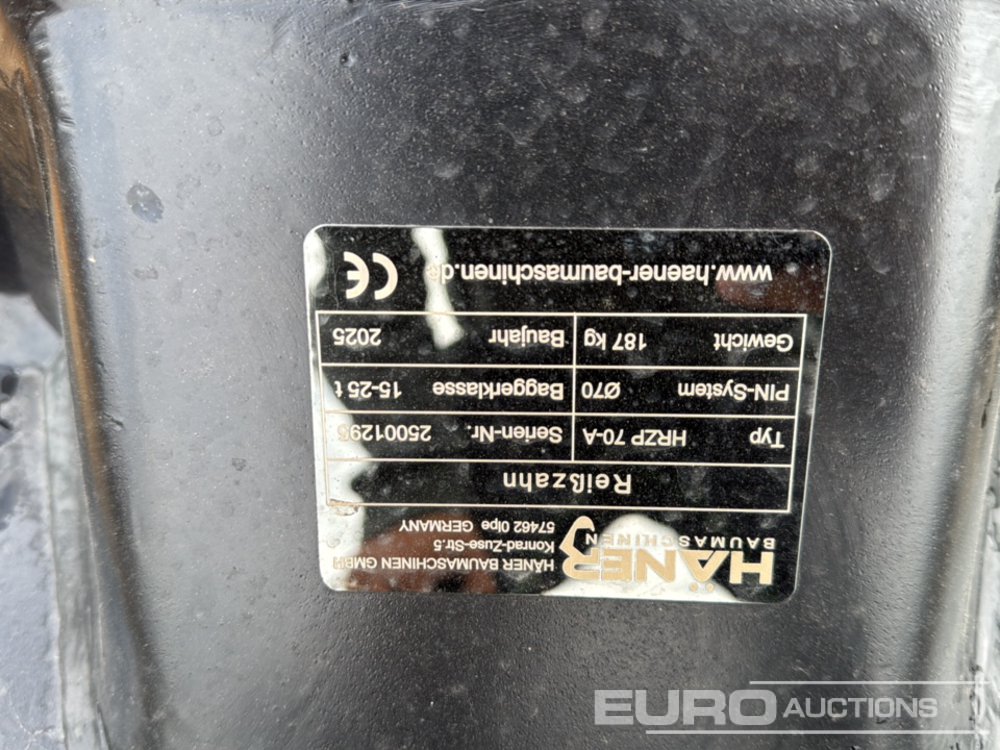 HÄNER
BAUMASCHINEN
HÄNER BAUMASCHINEN GMBH
Konrad-Zuse-Str.5
57462 Olpe GERMANY
Reißzahn
Typ HRZP 70-A Serien-Nr. 25001295
PIN-System Ø70 Baggerklasse 15-25 t
Gewicht 187 kg Baujahr 2025
www.haener-baumaschinen.de CE
EURO AUCTIONS